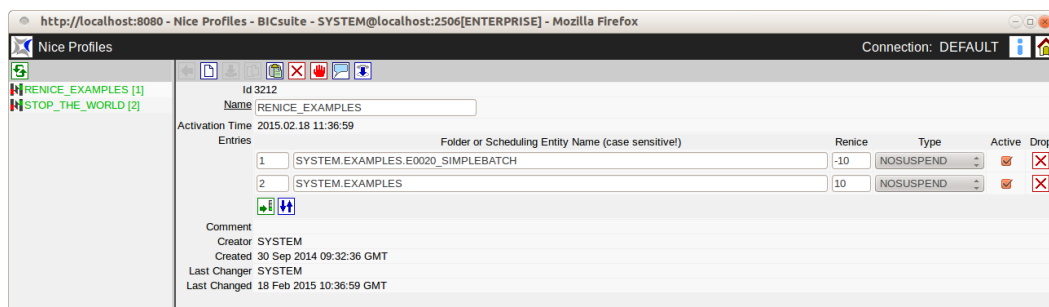 http://localhost:8080 - Nice Profiles - BICsuite - SYSTEM@localhost:2506[ENTERPRISE] - Mozilla Firefox
Nice Profiles Connection: DEFAULT
RENICE_EXAMPLES [1]
STOP_THE_WORLD [2]
Id 3212
Name RENICE_EXAMPLES
Activation Time 2015.02.18 11:36:59
Entries Folder or Scheduling Entity Name (case sensitive!) Renice Type Active Drop
1 SYSTEM.EXAMPLES.E0020_SIMPLEBATCH -10 NOSUSPEND
2 SYSTEM.EXAMPLES 10 NOSUSPEND
Comment
Creator SYSTEM
Created 30 Sep 2014 09:32:36 GMT
Last Changer SYSTEM
Last Changed 18 Feb 2015 10:36:59 GMT